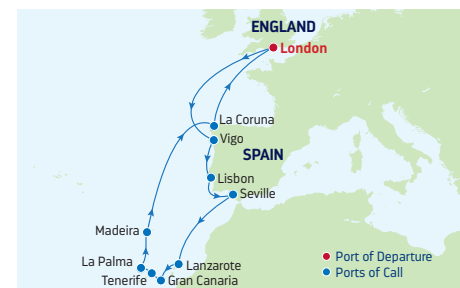 ENGLAND
London
La Coruna
Vigo
SPAIN
Lisbon
Seville
Madeira
La Palma
Lanzarote
Tenerife
Gran Canaria
Port of Departure
Ports of Call